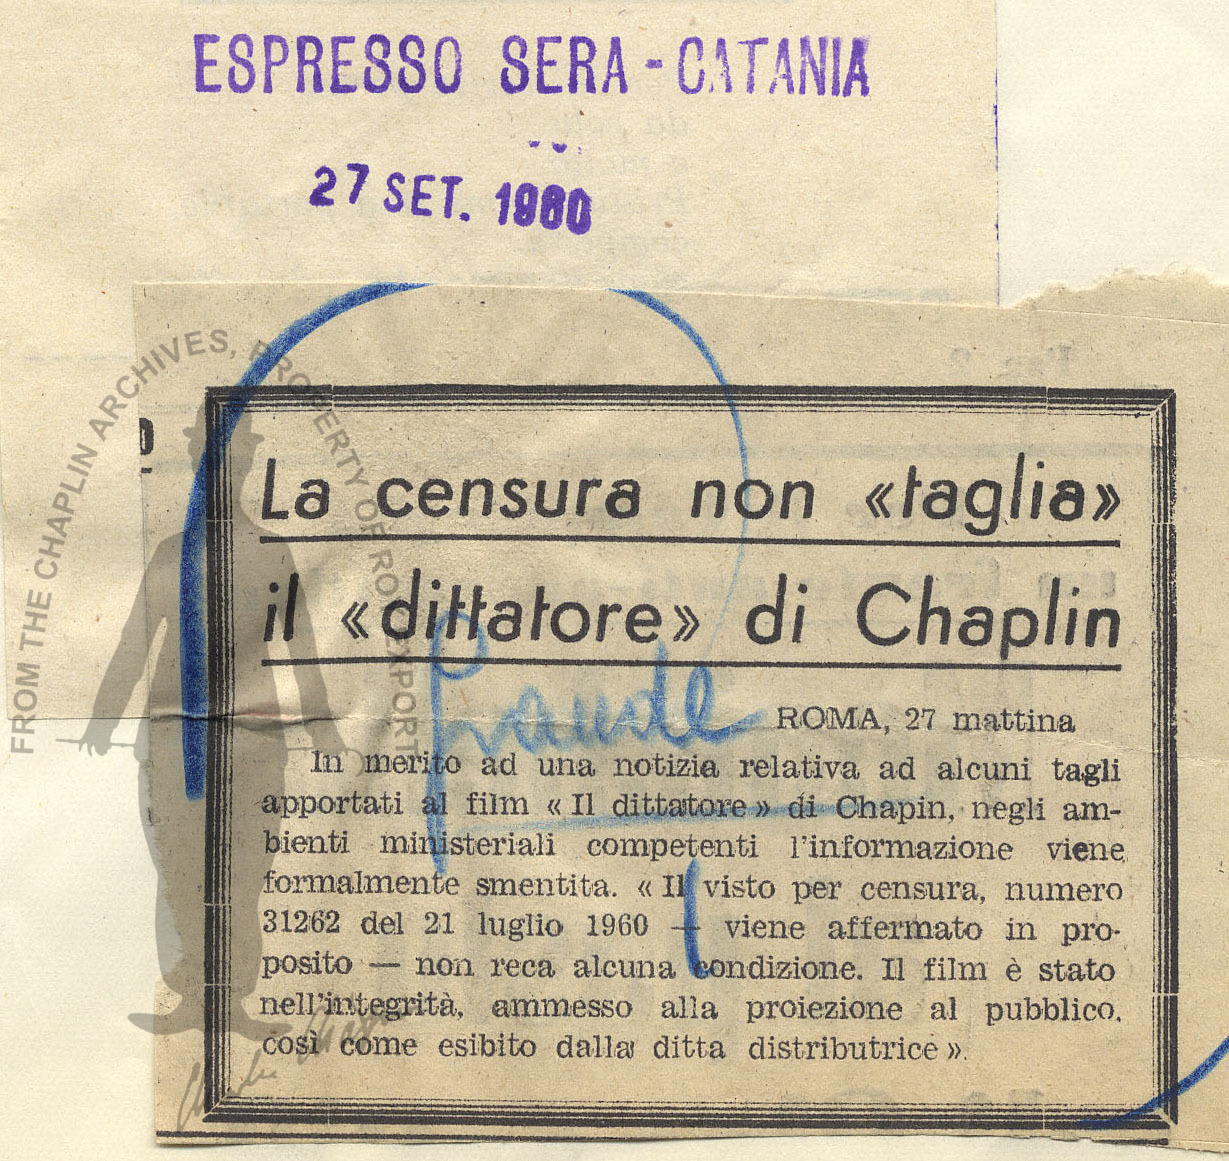 ESPRESSO SERA - CATANIA
27 SET. 1960
FROM THE CHAPLIN ARCHIVES, PROPERTY OF ROY EXPORT
La censura non «taglia»
il «dittatore» di Chaplin
ROMA, 27 mattina
In merito ad una notizia relativa ad alcuni tagli
apportati al film « Il dittatore » di Chapin, negli am-
bienti ministeriali competenti l'informazione viene
formalmente smentita. « Il visto per censura, numero
31262 del 21 luglio 1960 — viene affermato in pro-
posito — non reca alcuna condizione. Il film è stato
nell'integrità, ammesso alla proiezione al pubblico,
così come esibito dalla ditta distributrice ».